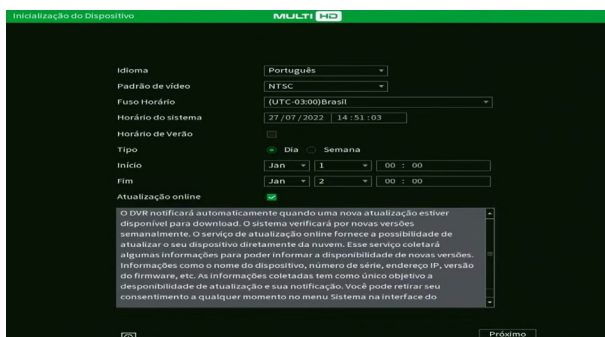 Inicialização do Dispositivo
MULTI HD
Idioma Português
Padrão de vídeo NTSC
Fuso Horário (UTC-03:00)Brasil
Horário do sistema 27/07/2022 14:51:03
Horário de Verão
Tipo Dia Semana
Início Jan 1 00 : 00
Fim Jan 2 00 : 00
Atualização online
O DVR notificará automaticamente quando uma nova atualização estiver
disponível para download. O sistema verificará por novas versões
semanalmente. O serviço de atualização online fornece a possibilidade de
atualizar o seu dispositivo diretamente da nuvem. Esse serviço coletará
algumas informações para poder informar a disponibilidade de novas versões.
Informações como o nome do dispositivo, número de série, endereço IP, versão
do firmware, etc. As informações coletadas tem como único objetivo a
desponibilidade de atualização e sua notificação. Você pode retirar seu
consentimento a qualquer momento no menu Sistema na interface do
Próximo